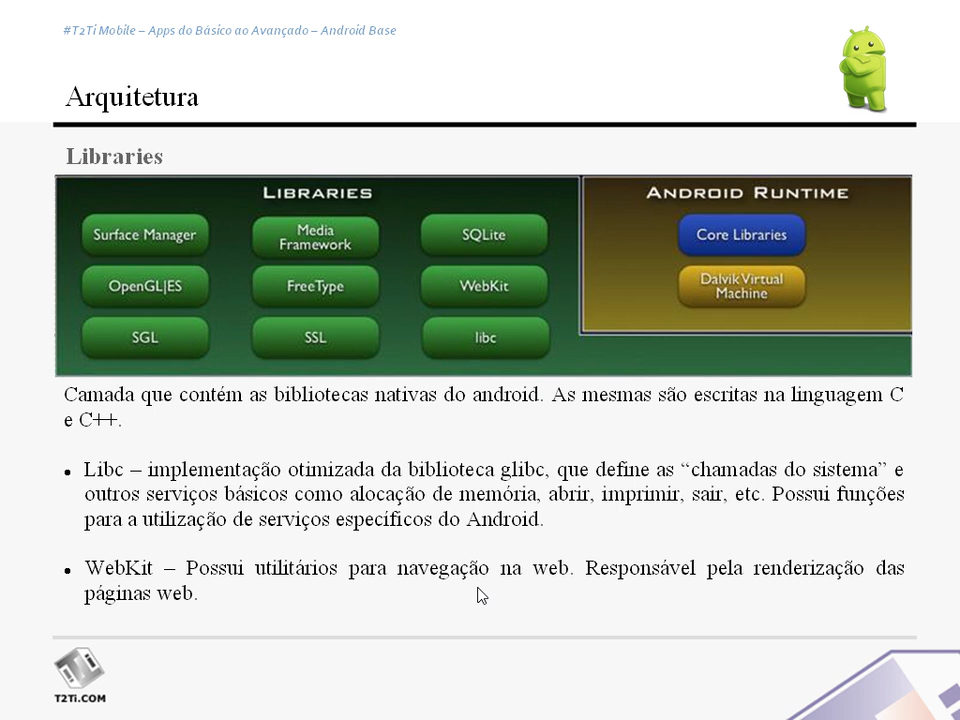 #T2Ti Mobile – Apps do Básico ao Avançado – Android Base
Arquitetura
Libraries
LIBRARIES
ANDROID RUNTIME
Surface Manager
Media
Framework
SQLite
Core Libraries
OpenGL|ES
FreeType
WebKit
Dalvik Virtual
Machine
SGL
SSL
libc
Camada que contém as bibliotecas nativas do android. As mesmas são escritas na linguagem C
e C++.
• Libc – implementação otimizada da biblioteca glibc, que define as “chamadas do sistema” e
outros serviços básicos como alocação de memória, abrir, imprimir, sair, etc. Possui funções
para a utilização de serviços específicos do Android.
• WebKit – Possui utilitários para navegação na web. Responsável pela renderização das
páginas web.
T2Ti
T2Ti.COM